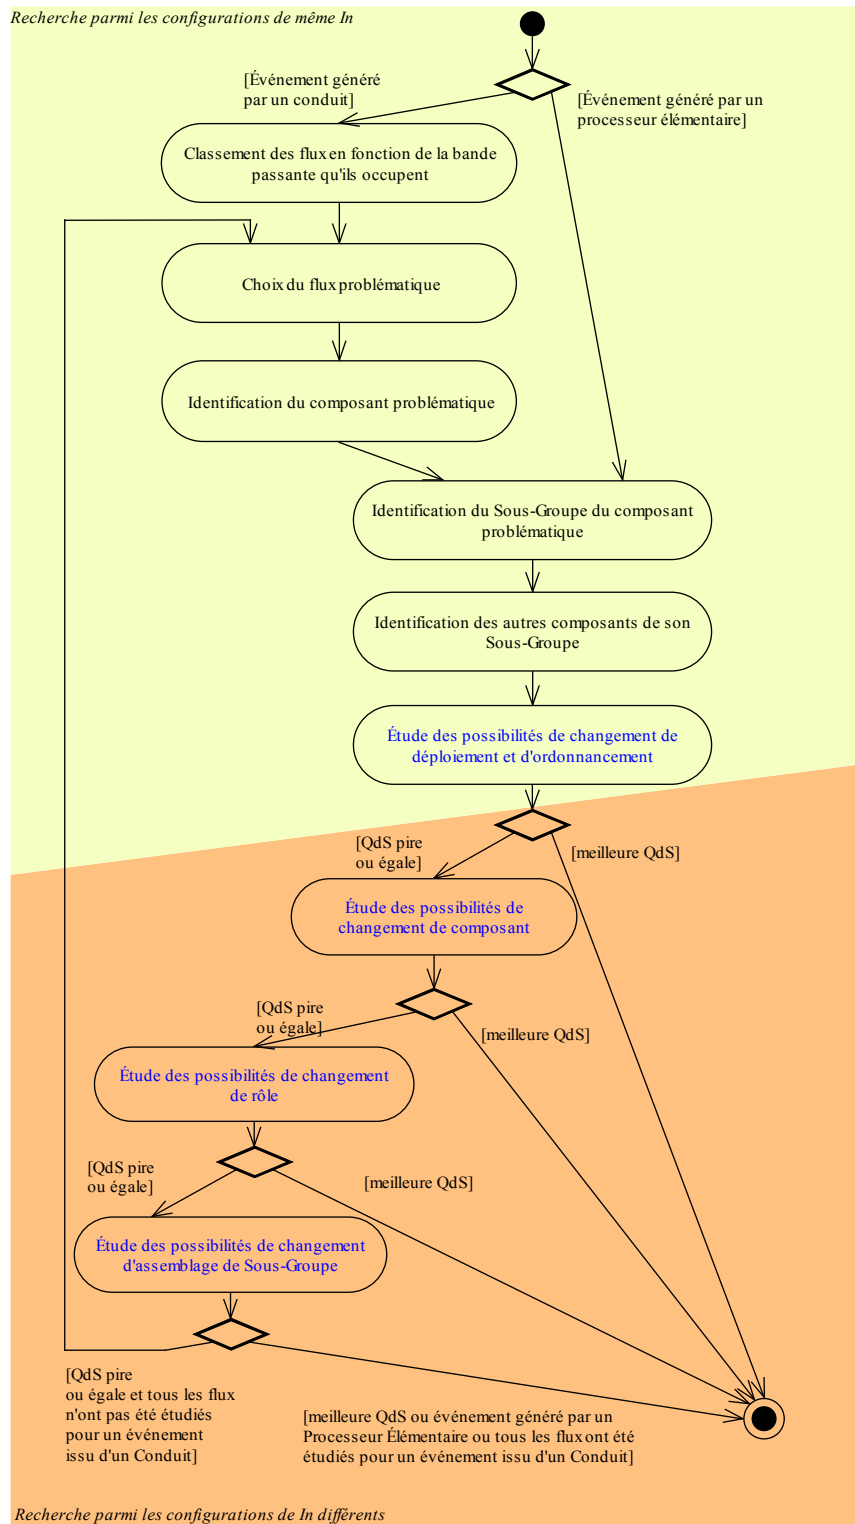 Recherche parmi les configurations de même In
[Événement généré
par un conduit]
[Événement généré par un
processeur élémentaire]
Classement des flux en fonction de la bande
passante qu'ils occupent
Choix du flux problématique
Identification du composant problématique
Identification du Sous-Groupe du composant
problématique
Identification des autres composants de son
Sous-Groupe
Étude des possibilités de changement de
déploiement et d'ordonnancement
[QdS pire
ou égale]
[meilleure QdS]
Étude des possibilités de
changement de composant
[QdS pire
ou égale]
[meilleure QdS]
Étude des possibilités de changement
de rôle
[QdS pire
ou égale]
[meilleure QdS]
Étude des possibilités de changement
d'assemblage de Sous-Groupe
[QdS pire
ou égale et tous les flux
n'ont pas été étudiés
pour un événement
issu d'un Conduit]
[meilleure QdS ou événement généré par un
Processeur Élémentaire ou tous les flux ont été
étudiés pour un événement issu d'un Conduit]
Recherche parmi les configurations de In différents